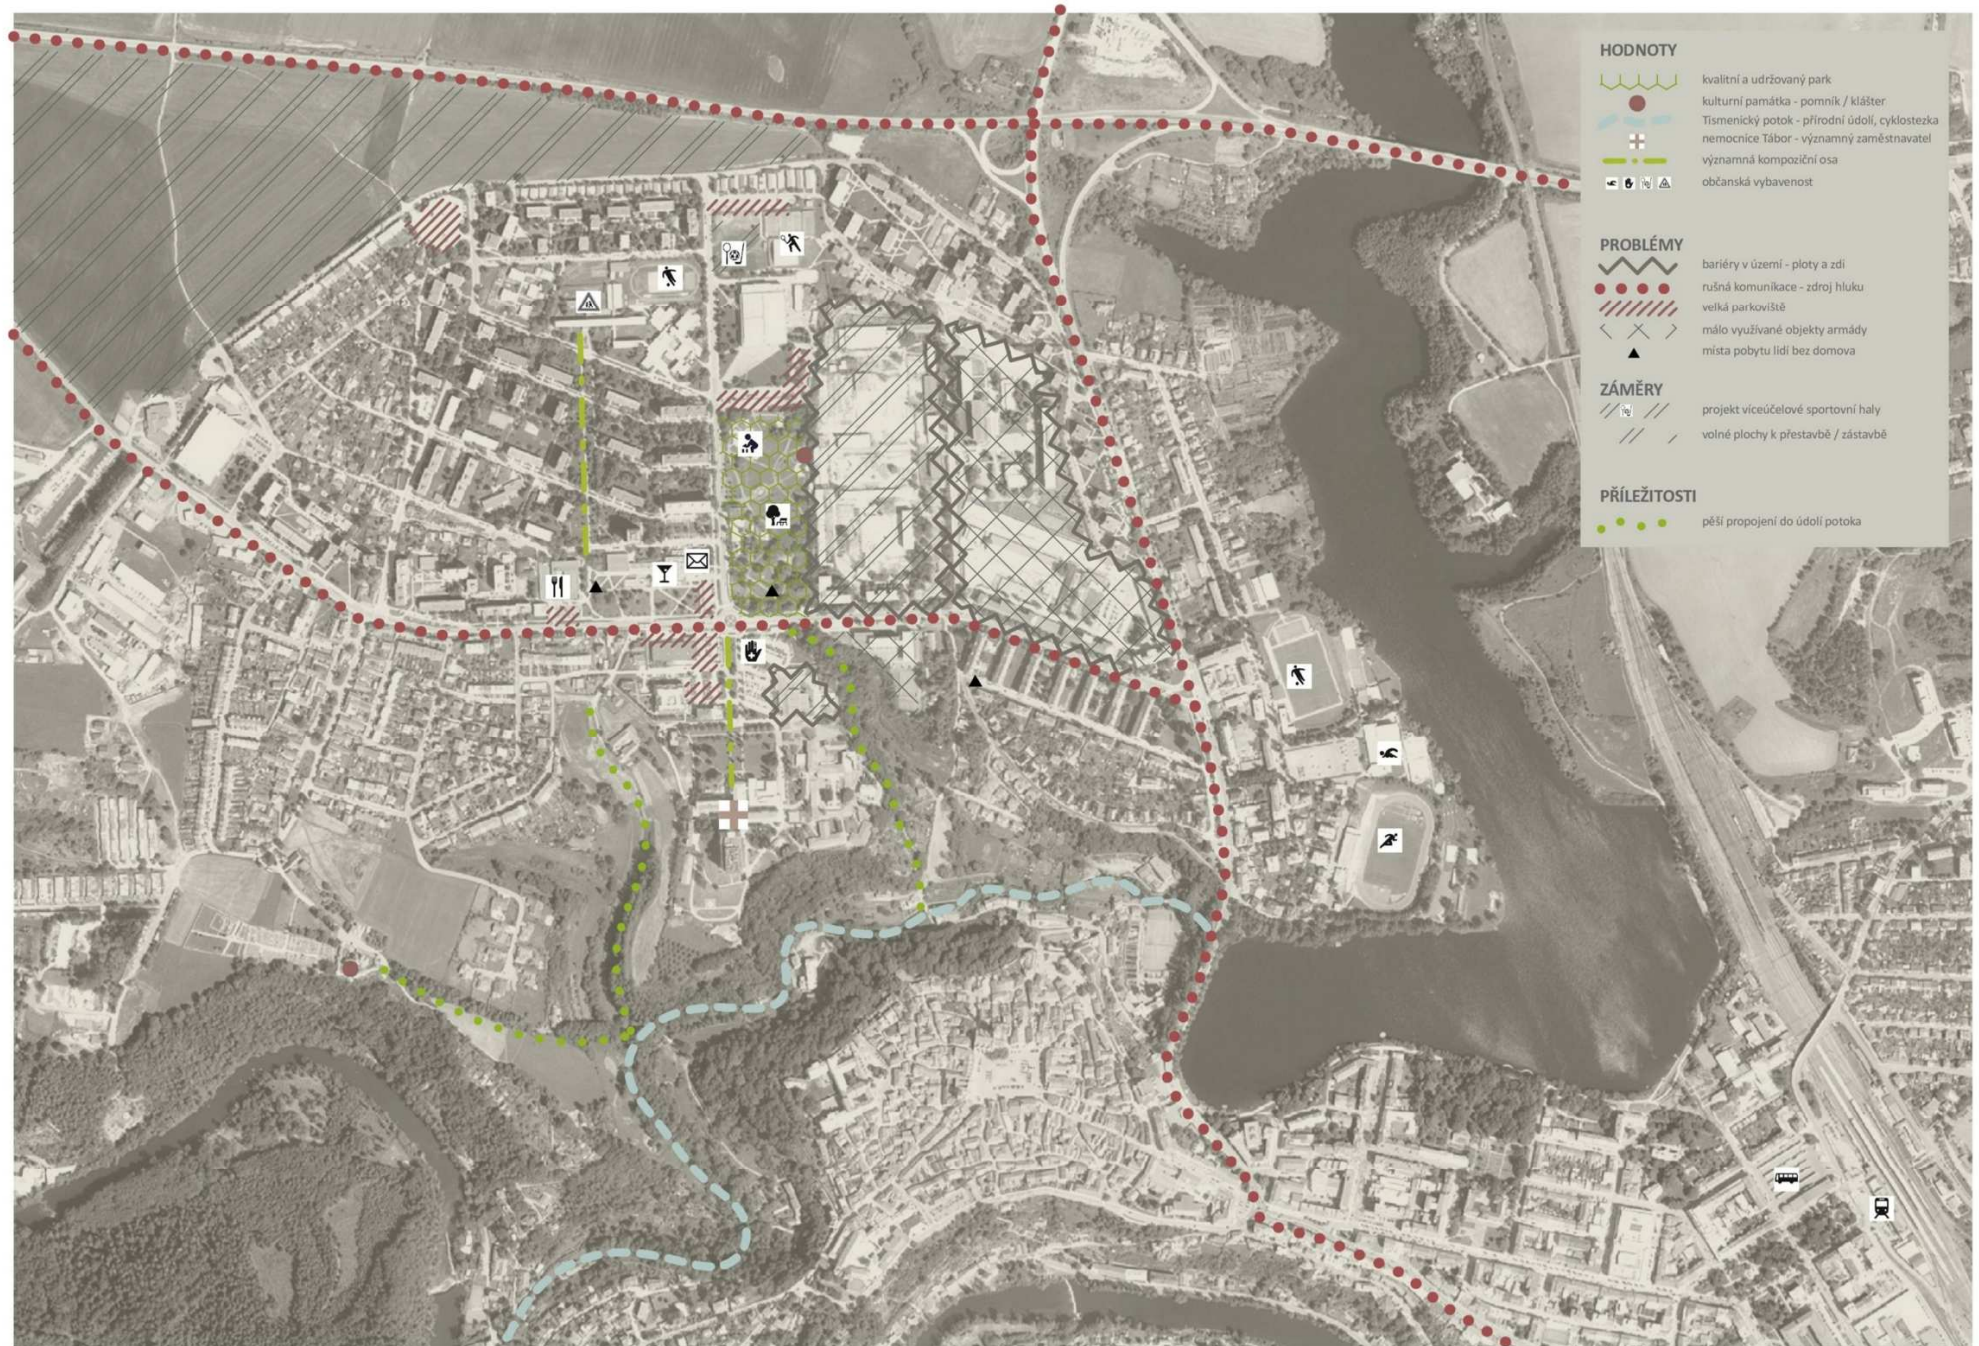 HODNOTY
kvalitní a udržovaný park
kulturní památka - pomník / klášter
Tismenický potok - přírodní údolí, cyklostezka
nemocnice Tábor - významný zaměstnavatel
významná kompoziční osa
občanská vybavenost
PROBLÉMY
bariéry v území - ploty a zdi
rušná komunikace - zdroj hluku
velká parkoviště
málo využívané objekty armády
místa pobytu lidí bez domova
ZÁMĚRY
projekt víceúčelové sportovní haly
volné plochy k přestavbě / zástavbě
PŘÍLEŽITOSTI
pěší propojení do údolí potoka